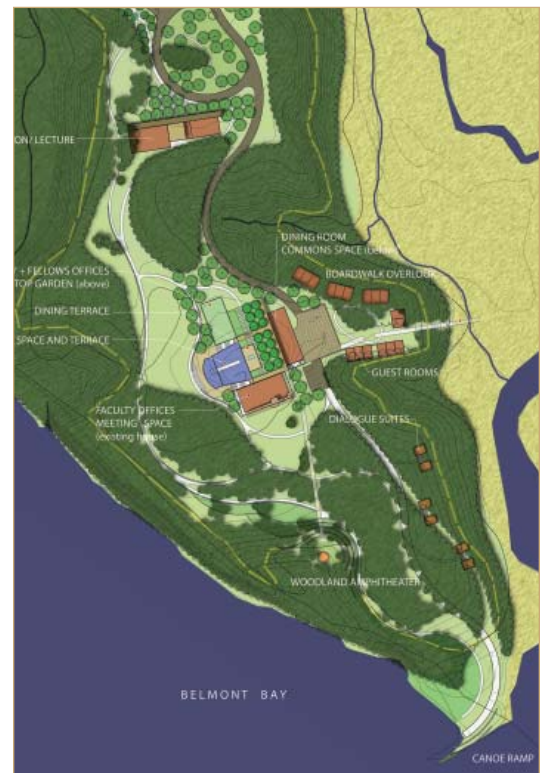 ON/ LECTURE
DINING ROOM
COMMONS SPACE (below)
+ FELLOWS OFFICES
TOP GARDEN (above)
BOARDWALK OVERLOOK
DINING TERRACE
SPACE AND TERRACE
GUEST ROOMS
FACULTY OFFICES
MEETING SPACE
(existing house)
DIALOGUE SUITES
WOODLAND AMPHITHEATER
BELMONT BAY
CANOE RAMP